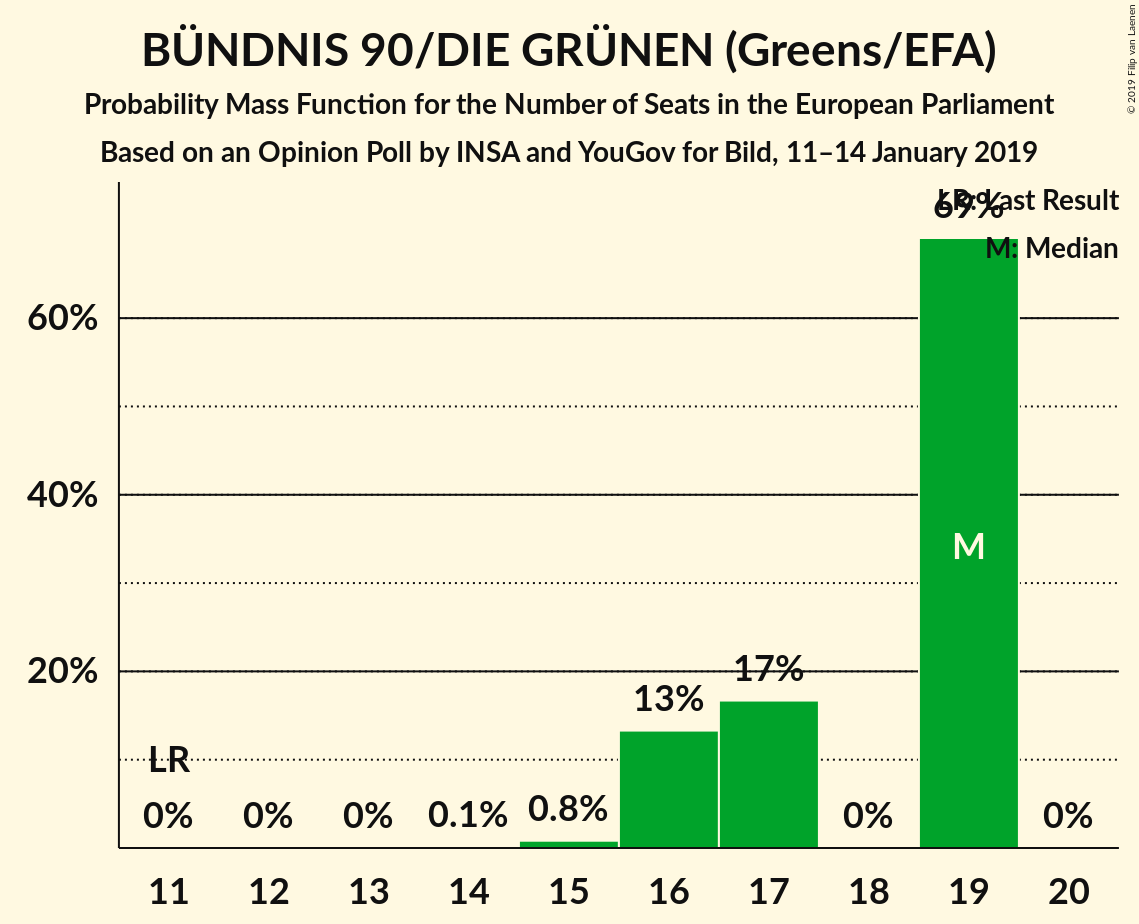 BÜNDNIS 90/DIE GRÜNEN (Greens/EFA)
Probability Mass Function for the Number of Seats in the European Parliament
Based on an Opinion Poll by INSA and YouGov for Bild, 11–14 January 2019
© 2019 Filip van Laenen
LR: Last Result
M: Median
69%
60%
40%
M
20%
17%
13%
LR
0%
0%
0%
0.1%
0.8%
0%
0%
11 12 13 14 15 16 17 18 19 20